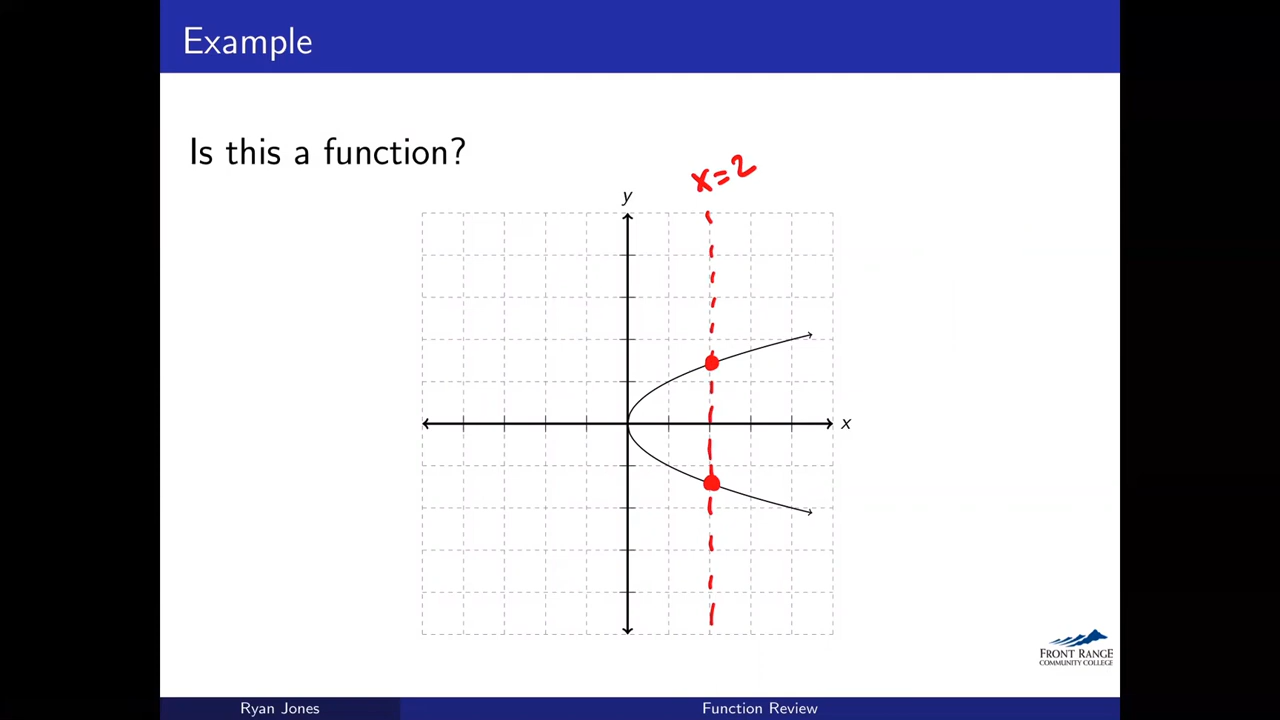 Example
Is this a function?
x=2
y
x
FRONT RANGE
COMMUNITY COLLEGE
Ryan Jones
Function Review